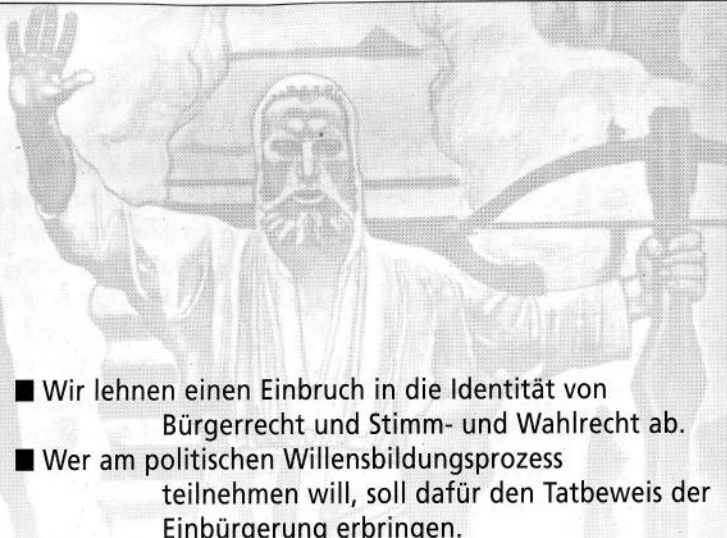 ■ Wir lehnen einen Einbruch in die Identität von
Bürgerrecht und Stimm- und Wahlrecht ab.
■ Wer am politischen Willensbildungsprozess
teilnehmen will, soll dafür den Tatbeweis der
Einbürgerung erbringen.